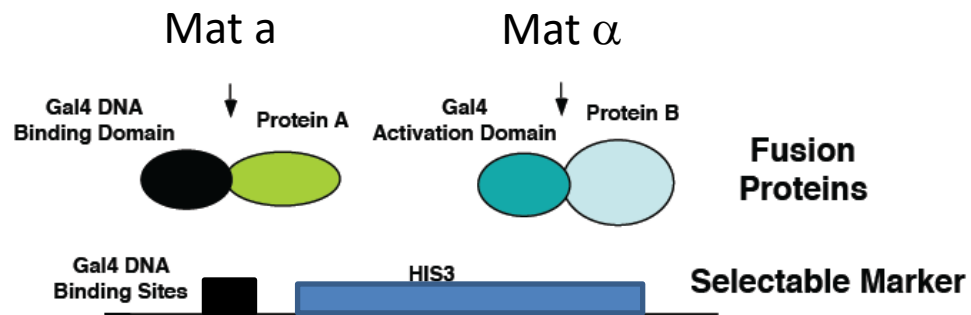 Mat a
Mat α
Gal4 DNA
Binding Domain
Protein A
Gal4
Activation Domain
Protein B
Fusion
Proteins
Gal4 DNA
Binding Sites
HIS3
Selectable Marker